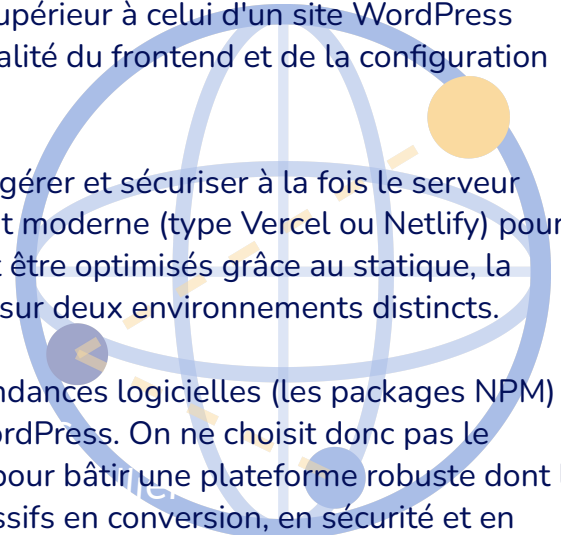 upérieur à celui d'un site WordPress
alité du frontend et de la configuration
gérer et sécuriser à la fois le serveur
t moderne (type Vercel ou Netlify) pour
être optimisés grâce au statique, la
sur deux environnements distincts.
ndances logicielles (les packages NPM)
ordPress. On ne choisit donc pas le
pour bâtir une plateforme robuste dont
ssifs en conversion, en sécurité et en